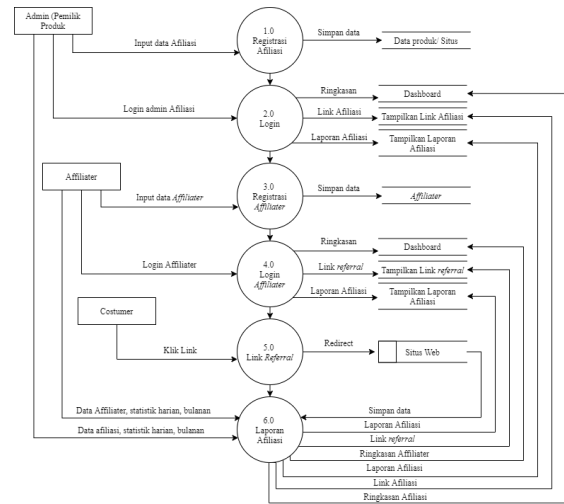 Admin (Pemilik
Produk
Input data Afiliasi
1.0
Registrasi
Afiliasi
Simpan data
Data produk/ Situs
Login admin Afiliasi
2.0
Login
Ringkasan
Dashboard
Link Afiliasi
Tampilkan Link Afiliasi
Laporan Afiliasi
Tampilkan Laporan
Afiliasi
Affiliater
Input data Affiliater
3.0
Registrasi
Affiliater
Simpan data
Affiliater
Login Affiliater
4.0
Login
Affiliater
Ringkasan
Dashboard
Link referral
Tampilkan Link referral
Laporan Afiliasi
Tampilkan Laporan
Afiliasi
Costumer
Klik Link
5.0
Link Referral
Redirect
Situs Web
Data Affiliater, statistik harian, bulanan
Data afiliasi, statistik harian, bulanan
6.0
Laporan
Afiliasi
Simpan data
Laporan Afiliasi
Link referral
Ringkasan Affiliater
Laporan Afiliasi
Link Afiliasi
Ringkasan Afiliasi